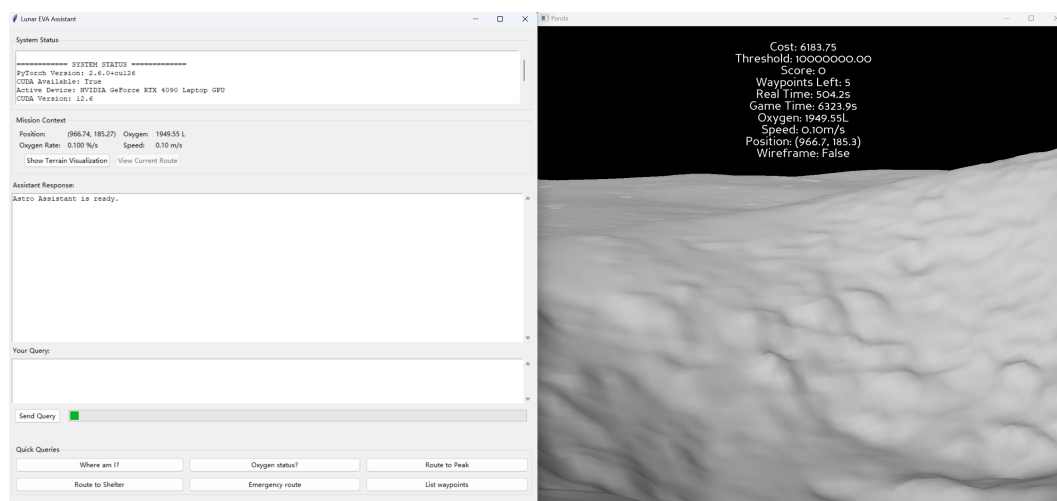 Lunar EVA Assistant
System Status
============ SYSTEM STATUS ============
PyTorch Version: 2.6.0+cu126
CUDA Available: True
Active Device: NVIDIA GeForce RTX 4090 Laptop GPU
CUDA Version: 12.6
Mission Context
Position: (966.74, 185.27) Oxygen: 1949.55 L
Oxygen Rate: 0.100 %/s Speed: 0.10 m/s
Show Terrain Visualization View Current Route
Assistant Response:
Astro Assistant is ready.
Your Query:
Send Query
Quick Queries
Where am I? Oxygen status? Route to Peak
Route to Shelter Emergency route List waypoints
Panda
Cost: 6183.75
Threshold: 10000000.00
Score: 0
Waypoints Left: 5
Real Time: 504.2s
Game Time: 6323.9s
Oxygen: 1949.55L
Speed: 0.10m/s
Position: (966.7, 185.3)
Wireframe: False